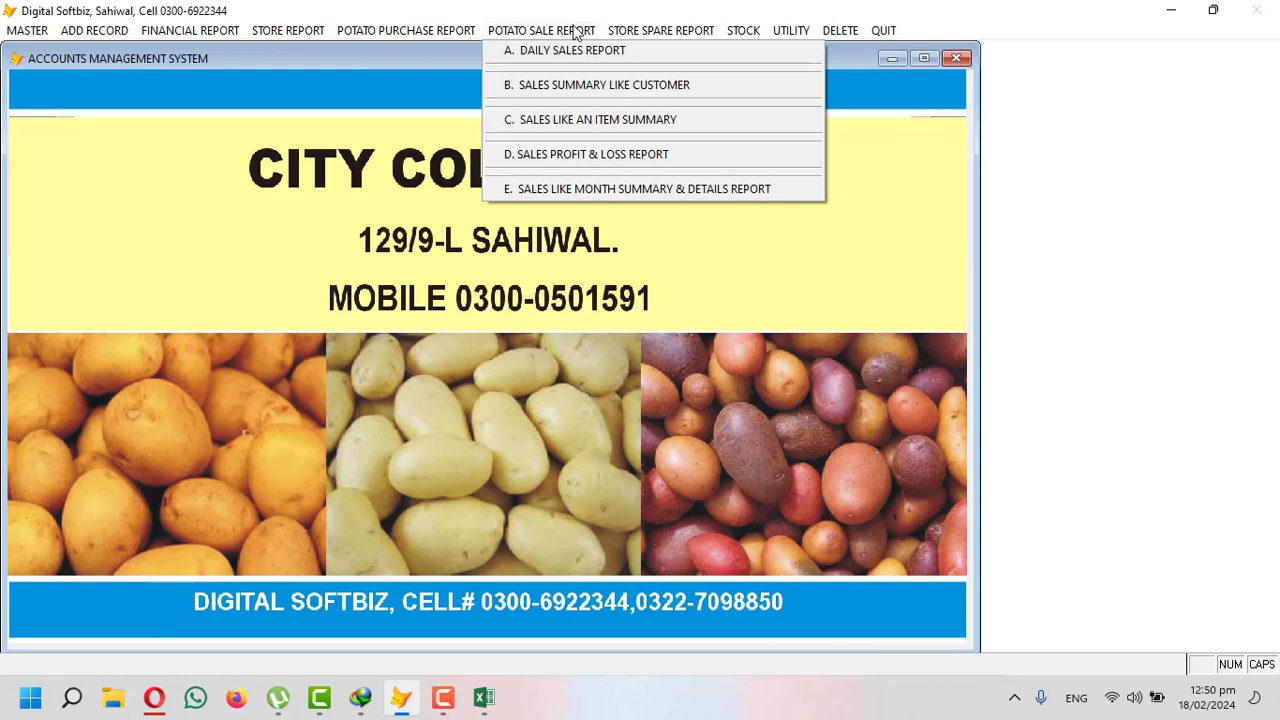 Digital Softbiz, Sahiwal, Cell 0300-6922344
MASTER ADD RECORD FINANCIAL REPORT STORE REPORT POTATO PURCHASE REPORT POTATO SALE REPORT STORE SPARE REPORT STOCK UTILITY DELETE QUIT
A. DAILY SALES REPORT
B. SALES SUMMARY LIKE CUSTOMER
C. SALES LIKE AN ITEM SUMMARY
D. SALES PROFIT & LOSS REPORT
E. SALES LIKE MONTH SUMMARY & DETAILS REPORT
ACCOUNTS MANAGEMENT SYSTEM
CITY
129/9-L SAHIWAL.
MOBILE 0300-0501591
DIGITAL SOFTBIZ, CELL# 0300-6922344,0322-7098850
NUM CAPS
ENG 12:50 pm
18/02/2024